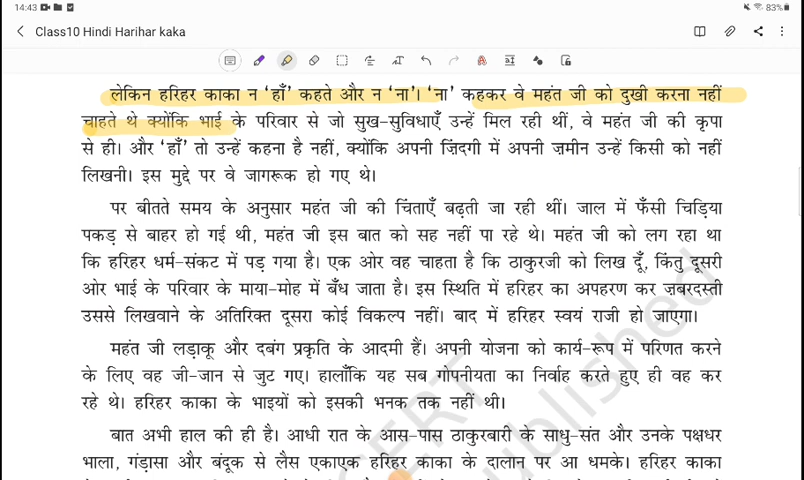 14:43
83%
Class10 Hindi Harihar kaka
लेकिन हरिहर काका न ‘हाँ’ कहते और न ‘ना’। ‘ना’ कहकर वे महंत जी को दुखी करना नहीं
चाहते थे क्योंकि भाई के परिवार से जो सुख-सुविधाएँ उन्हें मिल रही थीं, वे महंत जी की कृपा
से ही। और ‘हाँ’ तो उन्हें कहना है नहीं, क्योंकि अपनी ज़िंदगी में अपनी ज़मीन उन्हें किसी को नहीं
लिखनी। इस मुद्दे पर वे जागरूक हो गए थे।
पर बीतते समय के अनुसार महंत जी की चिंताएँ बढ़ती जा रही थीं। जाल में फँसी चिड़िया
पकड़ से बाहर हो गई थी, महंत जी इस बात को सह नहीं पा रहे थे। महंत जी को लग रहा था
कि हरिहर धर्म-संकट में पड़ गया है। एक ओर वह चाहता है कि ठाकुरजी को लिख दूँ, किंतु दूसरी
ओर भाई के परिवार के माया-मोह में बँध जाता है। इस स्थिति में हरिहर का अपहरण कर ज़बरदस्ती
उससे लिखवाने के अतिरिक्त दूसरा कोई विकल्प नहीं। बाद में हरिहर स्वयं राजी हो जाएगा।
महंत जी लड़ाकू और दबंग प्रकृति के आदमी हैं। अपनी योजना को कार्य-रूप में परिणत करने
के लिए वह जी-जान से जुट गए। हालाँकि यह सब गोपनीयता का निर्वाह करते हुए ही वह कर
रहे थे। हरिहर काका के भाइयों को इसकी भनक तक नहीं थी।
बात अभी हाल की ही है। आधी रात के आस-पास ठाकुरबारी के साधु-संत और उनके पक्षधर
भाला, गंड़ासा और बंदूक से लैस एकाएक हरिहर काका के दालान पर आ धमके। हरिहर काका